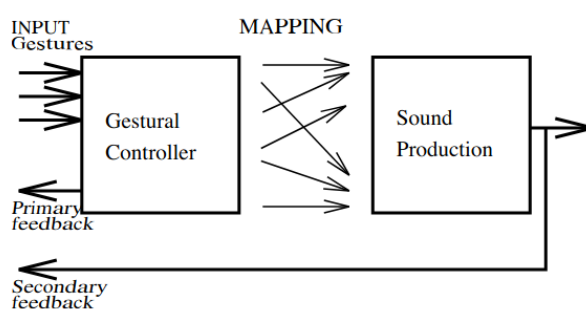 INPUT
Gestures
MAPPING
Gestural
Controller
Sound
Production
Primary
feedback
Secondary
feedback